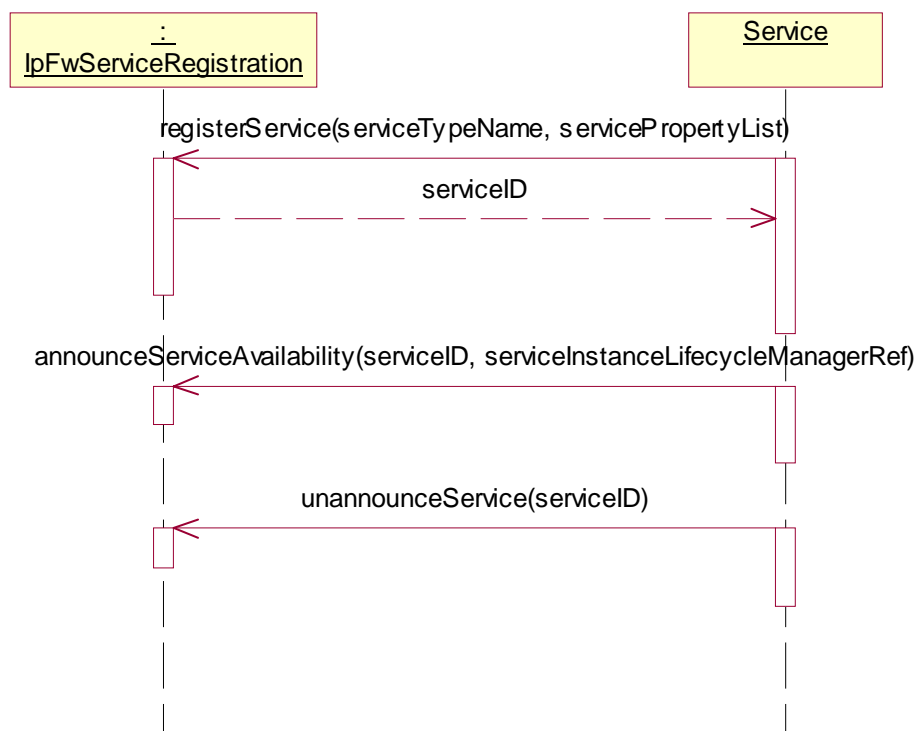 :
IpFwServiceRegistration
Service
registerService(serviceTypeName, servicePropertyList)
serviceID
announceServiceAvailability(serviceID, serviceInstanceLifecycleManagerRef)
unannounceService(serviceID)